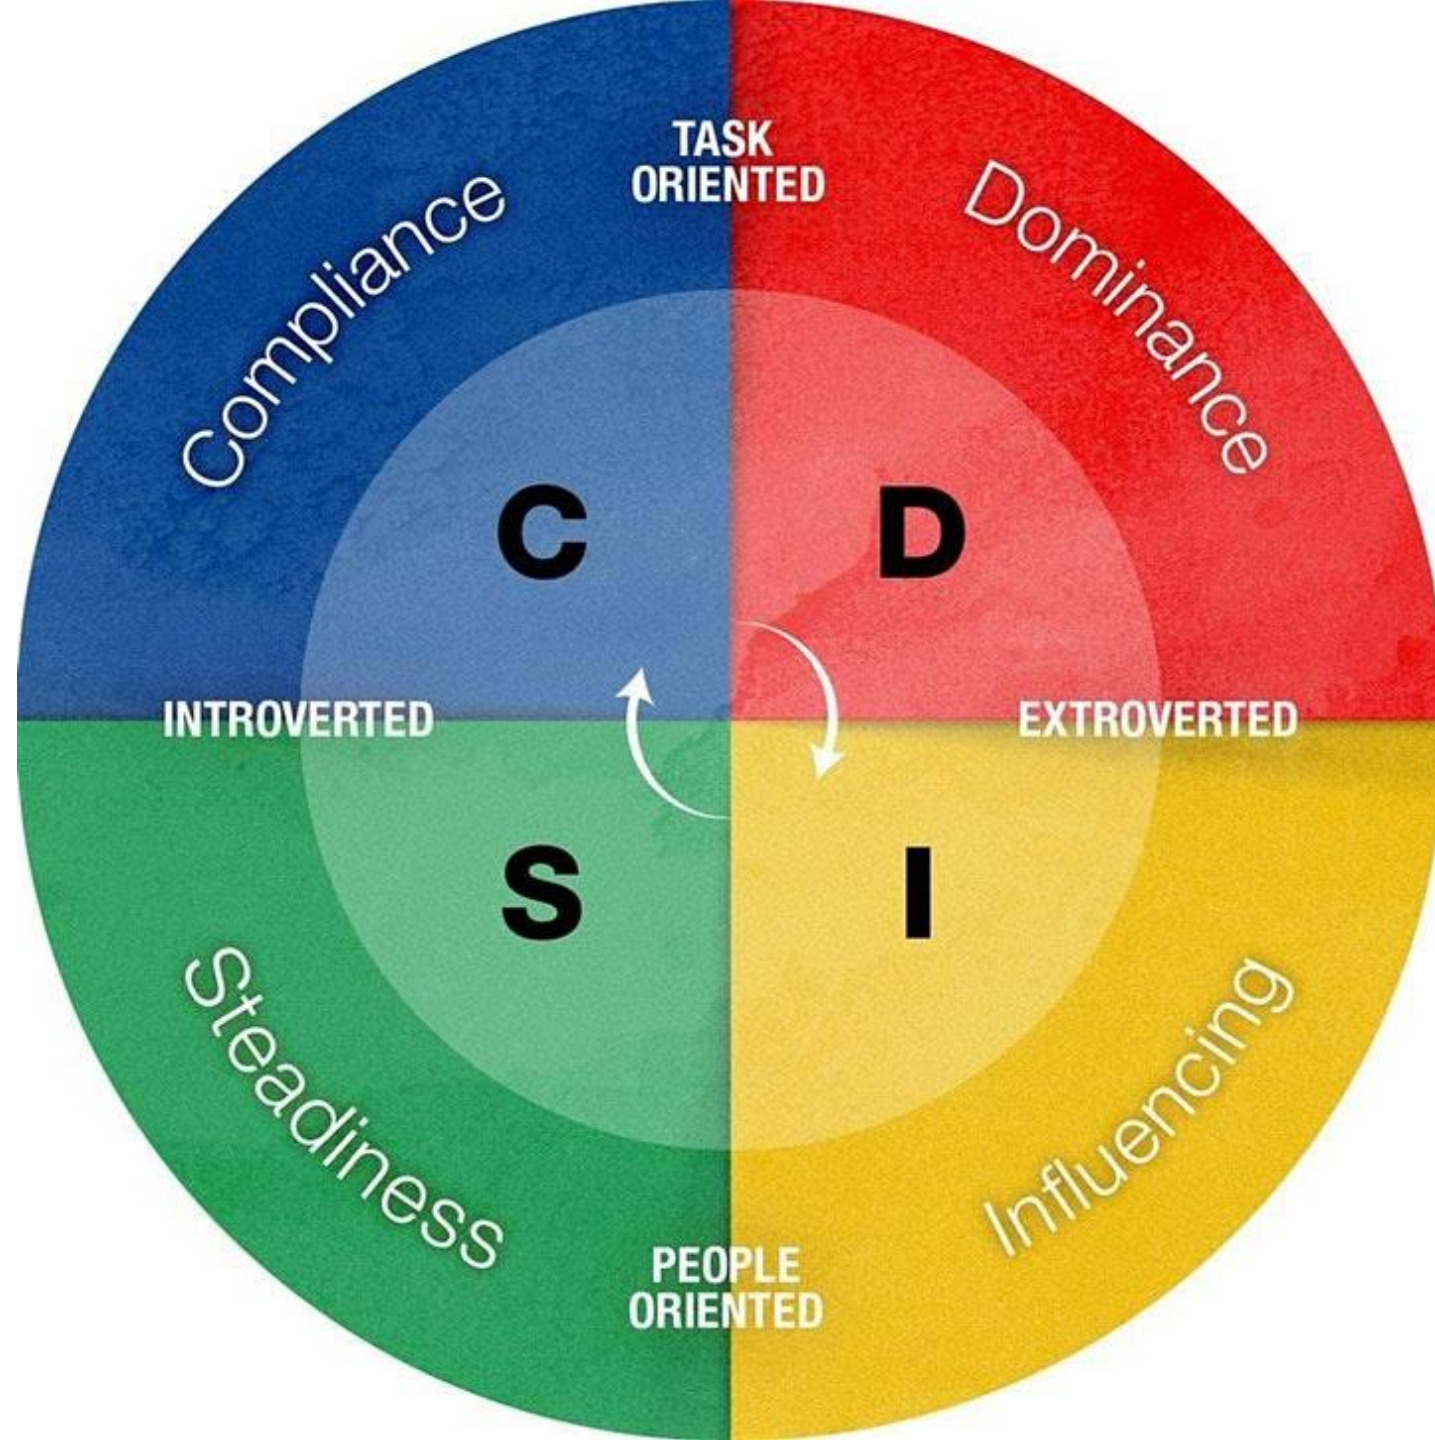 TASK
ORIENTED
Compliance
Dominance
C
D
INTROVERTED
EXTROVERTED
S
I
Steadiness
Influencing
PEOPLE
ORIENTED